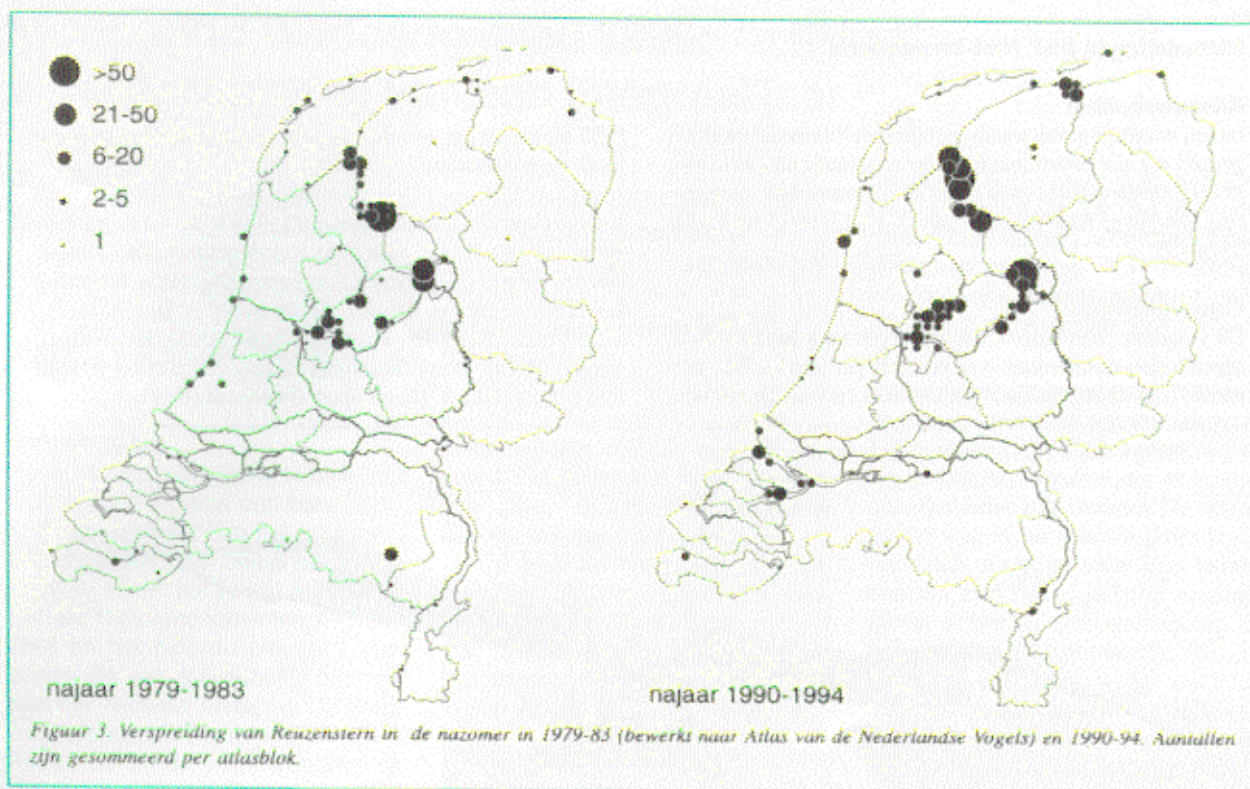 >50
21-50
6-20
2-5
1
najaar 1979-1983
najaar 1990-1994
Figuur 3. Verspreiding van Reuzenstern in de nazomer in 1979-83 (bewerkt naar Atlas van de Nederlandse Vogels) en 1990-94. Aantallen
zijn gesommeerd per atlasblok.